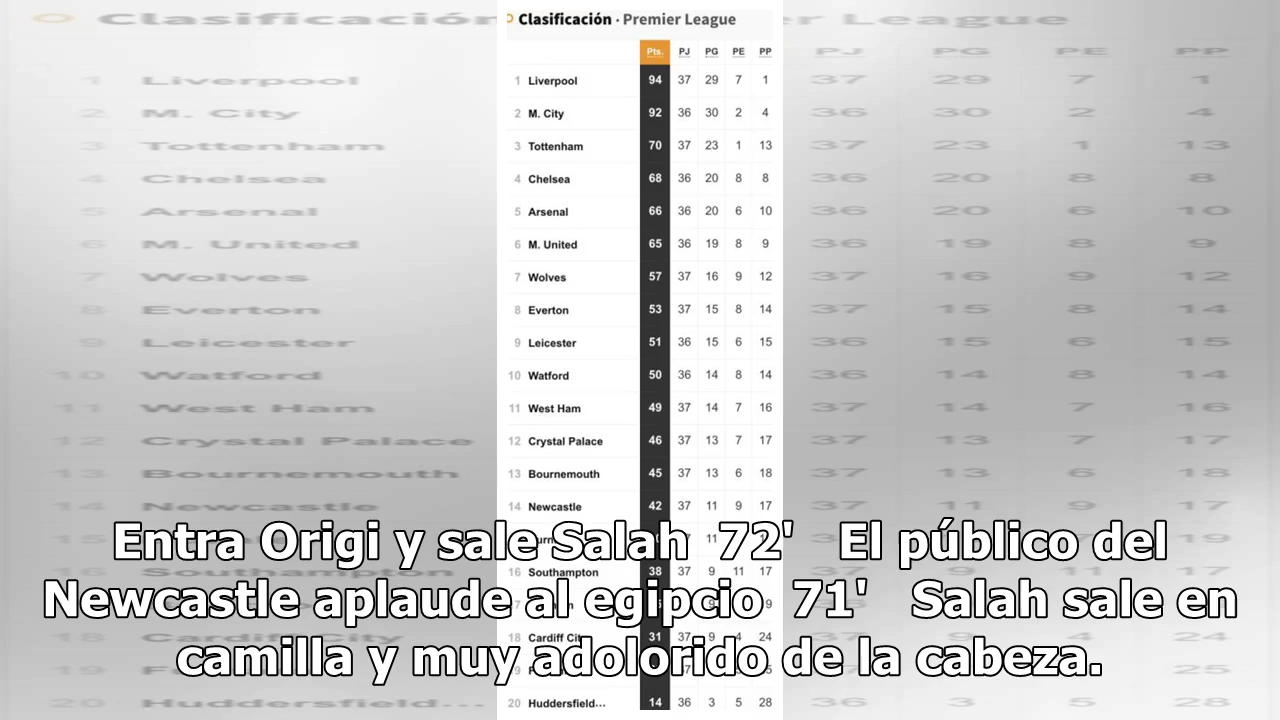 Clasificación · Premier League
Pts. PJ PG PE PP
1 Liverpool 94 37 29 7 1
2 M. City 92 36 30 2 4
3 Tottenham 70 37 23 1 13
4 Chelsea 68 36 20 8 8
5 Arsenal 66 36 20 6 10
6 M. United 65 36 19 8 9
7 Wolves 57 37 16 9 12
8 Everton 53 37 15 8 14
9 Leicester 51 36 15 6 15
10 Watford 50 36 14 8 14
11 West Ham 49 37 14 7 16
12 Crystal Palace 46 37 13 7 17
13 Bournemouth 45 37 13 6 18
14 Newcastle 42 37 11 9 17
Entra Origi y sale Salah 72' El público del
16 Southampton 38 37 9 11 17
Newcastle aplaude al egipcio 71' Salah sale en
18 Cardiff City 31 37 9 4 24
camilla y muy adolorido de la cabeza.
20 Huddersfield... 14 36 3 5 28